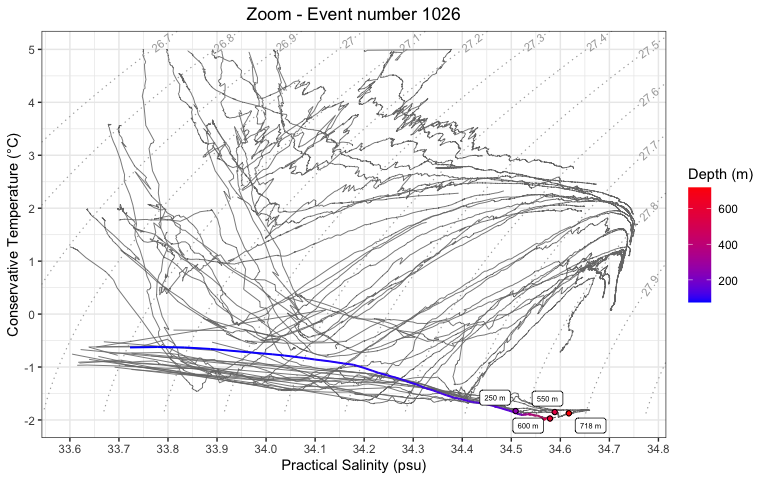 Zoom - Event number 1026
26.7
26.8
26.9
27
27.1
27.2
27.3
27.4
27.5
27.6
27.7
27.8
27.9
5
4
3
2
1
0
-1
-2
Conservative Temperature (°C)
250 m
550 m
600 m
718 m
33.6 33.7 33.8 33.9 34.0 34.1 34.2 34.3 34.4 34.5 34.6 34.7 34.8
Practical Salinity (psu)
Depth (m)
600
400
200